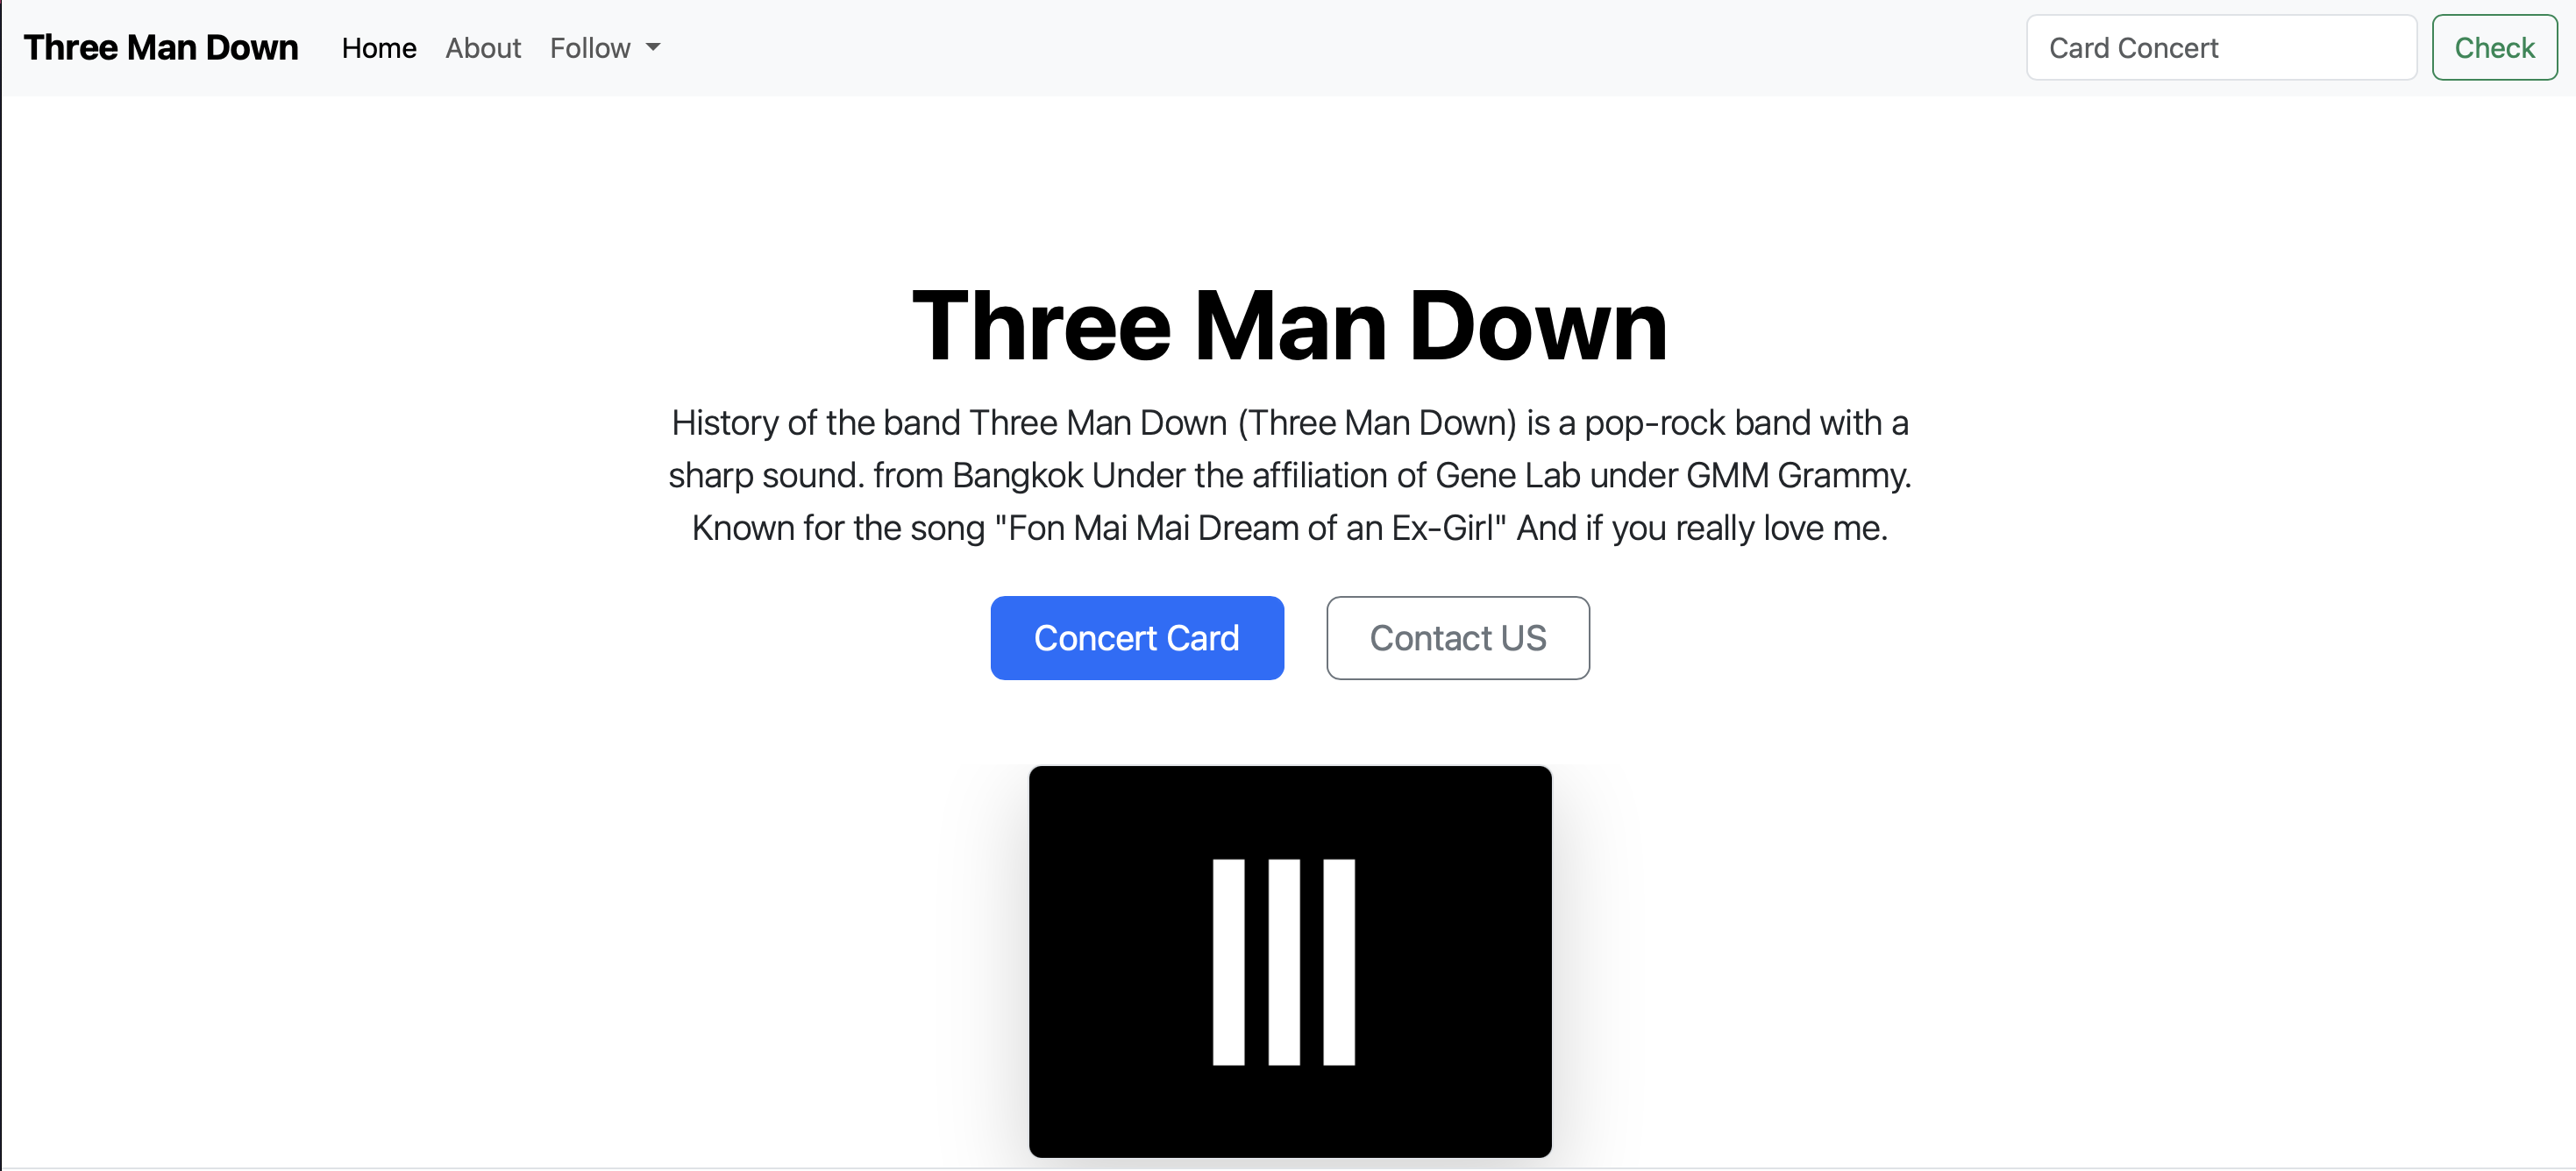 Three Man Down Home About Follow Card Concert Check
Three Man Down
History of the band Three Man Down (Three Man Down) is a pop-rock band with a
sharp sound. from Bangkok Under the affiliation of Gene Lab under GMM Grammy.
Known for the song "Fon Mai Mai Dream of an Ex-Girl" And if you really love me.
Concert Card Contact US